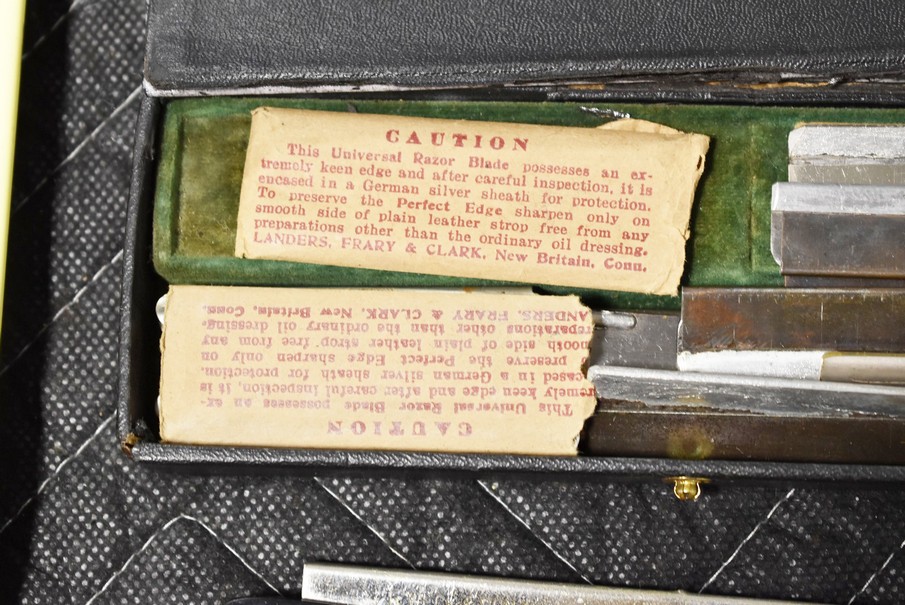 CAUTION
This Universal Razor Blade possesses an ex-
tremely keen edge and after careful inspection, it is
encased in a German silver sheath for protection.
To preserve the Perfect Edge sharpen only on
smooth side of plain leather strop free from any
preparations other than the ordinary oil dressing.
LANDERS, FRARY & CLARK, New Britain, Conn.
CAUTION
This Universal Razor Blade possesses an ex-
remely keen edge and after careful inspection, it is
cased in a German silver sheath for protection.
preserve the Perfect Edge sharpen only on
mooth side of plain leather strop free from any
reparations other than the ordinary oil dressing.
ANDERS, FRARY & CLARK, New Britain, Conn.